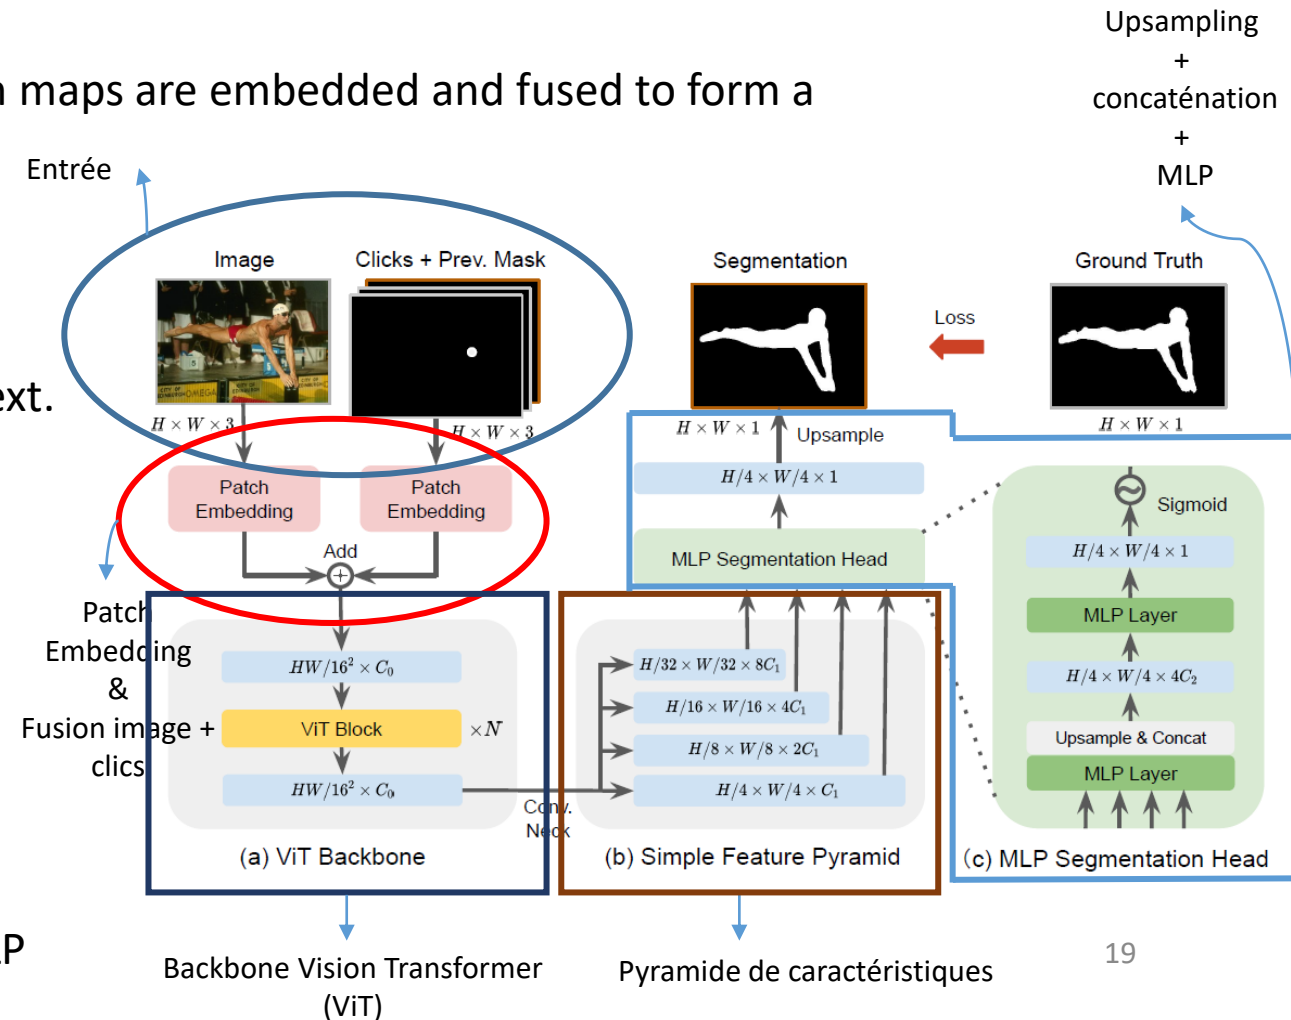 Upsampling
+
concaténation
+
MLP
n maps are embedded and fused to form a
Entrée
Image
Clicks + Prev. Mask
Segmentation
Ground Truth
Loss
ext.
H × W × 3
H × W × 3
H × W × 1
Upsample
H × W × 1
Patch
Embedding
Patch
Embedding
Add
H/4 × W/4 × 1
MLP Segmentation Head
Sigmoid
H/4 × W/4 × 1
MLP Layer
H/4 × W/4 × 4C₂
Upsample & Concat
MLP Layer
Patch
Embedding
&
Fusion image +
clics
HW/16² × C₀
ViT Block
×N
HW/16² × C₀
Conv.
Neck
H/32 × W/32 × 8C₁
H/16 × W/16 × 4C₁
H/8 × W/8 × 2C₁
H/4 × W/4 × C₁
(a) ViT Backbone
(b) Simple Feature Pyramid
(c) MLP Segmentation Head
LP
Backbone Vision Transformer
(ViT)
Pyramide de caractéristiques
19